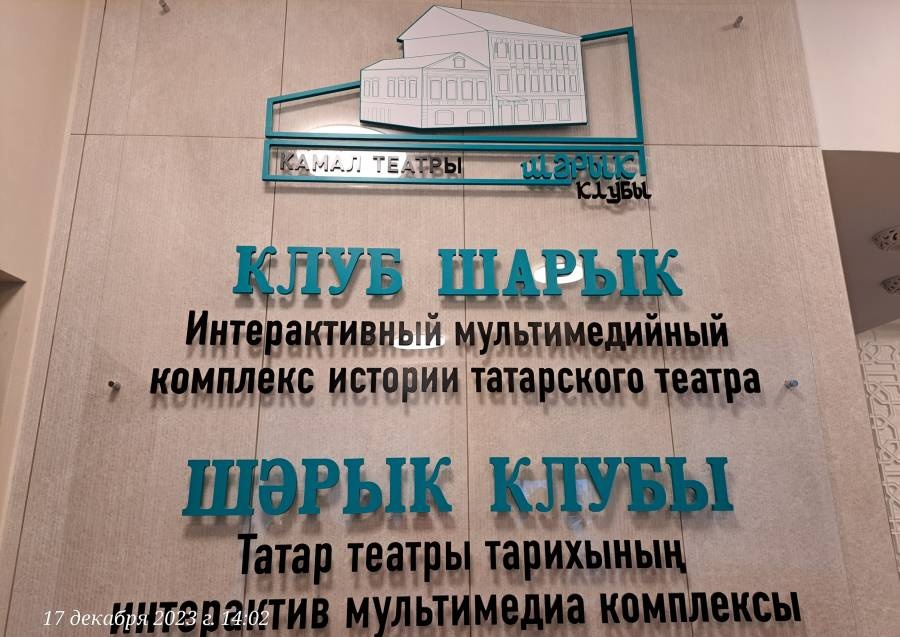 КАМАЛ ТЕАТРЫ
ШӘРЫК
КЛУБЫ
КЛУБ ШАРЫК
Интерактивный мультимедийный
комплекс истории татарского театра
ШӘРЫК КЛУБЫ
Татар театры тарихының
интерактив мультимедиа комплексы
17 декабря 2023 г. 14:02